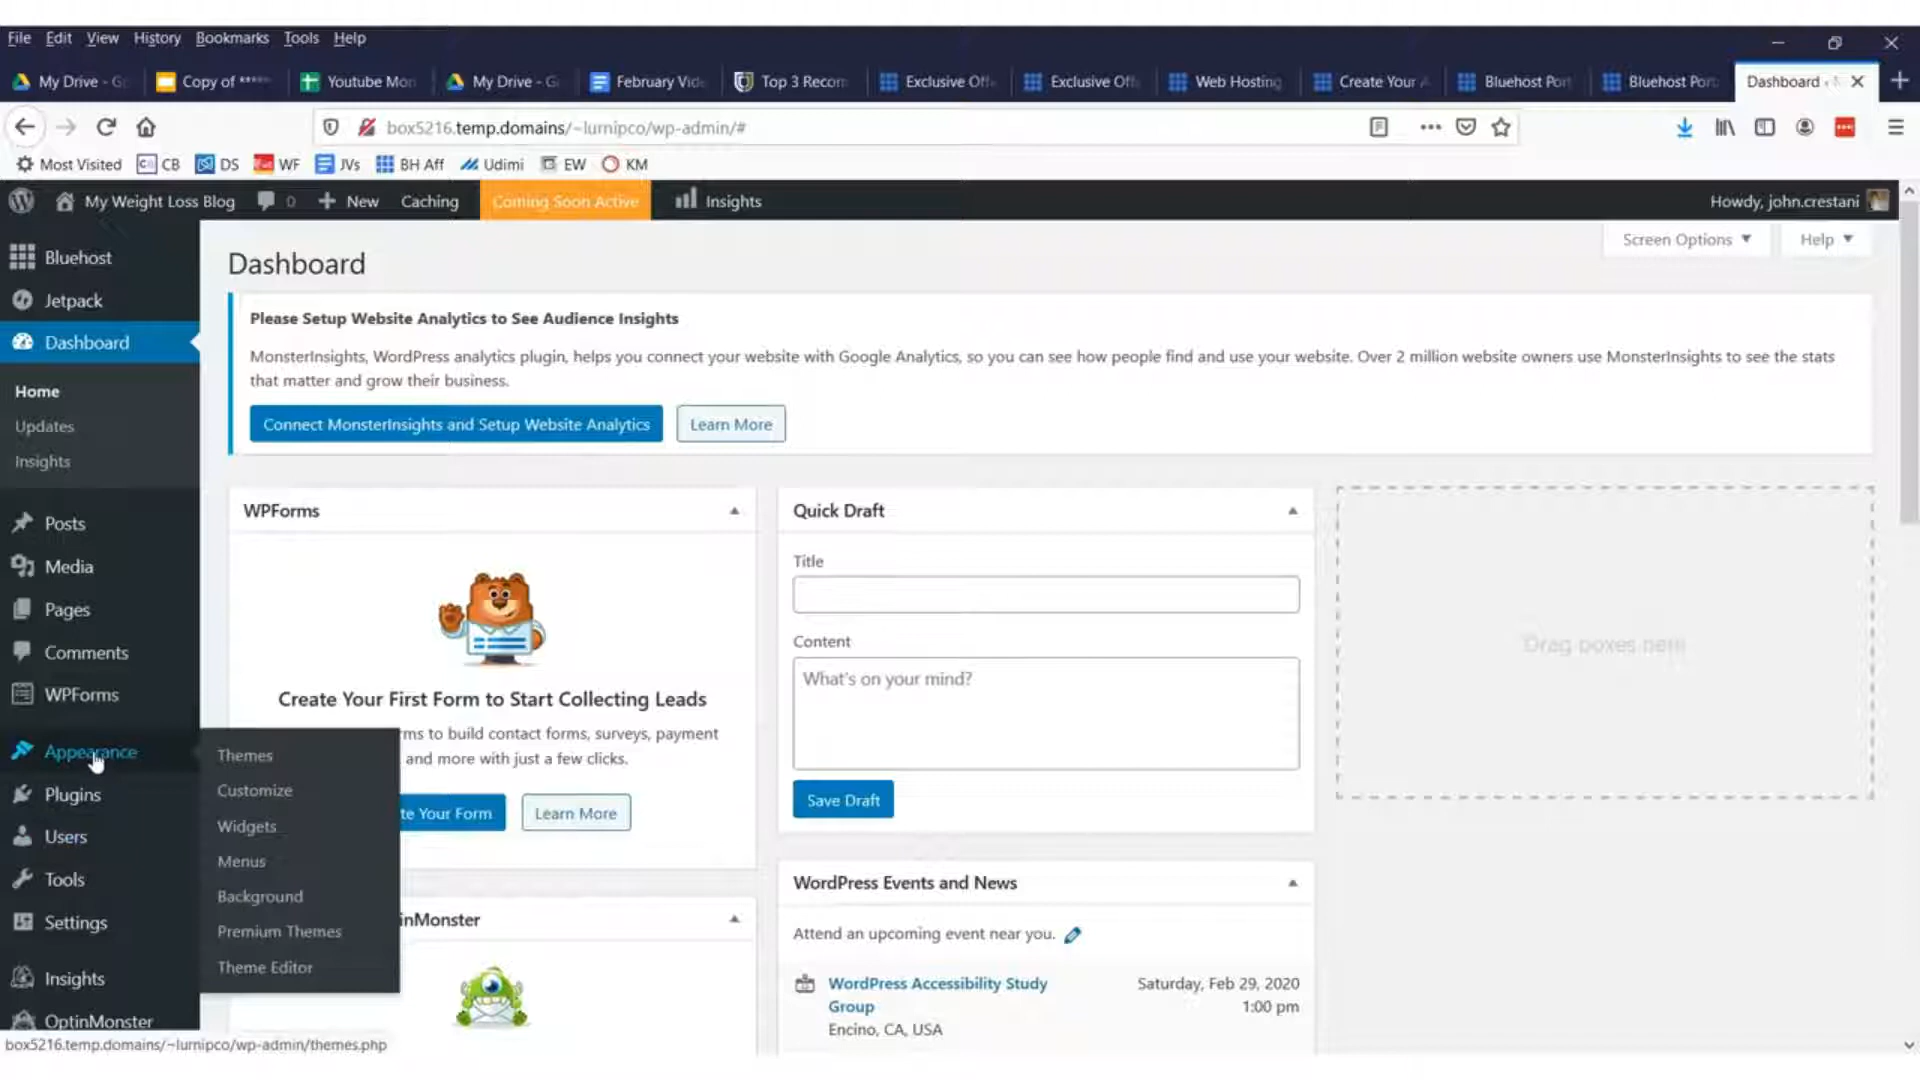 File Edit View History Bookmarks Tools Help
My Drive - G Copy of ***** Youtube Mon My Drive - G February Vid Top 3 Recom Exclusive Off Exclusive Off Web Hosting Create Your A Bluehost Port Bluehost Port Dashboard
box5216.temp.domains/~lurnipco/wp-admin/#
Most Visited CB DS WF JVs BH Aff Udimi EW KM
My Weight Loss Blog 0 New Caching Coming Soon Active Insights Howdy, john.crestani
Screen Options Help
Bluehost
Jetpack
Dashboard
Home
Updates
Insights
Posts
Media
Pages
Comments
WPForms
Appearance
Plugins
Users
Tools
Settings
Insights
OptinMonster
Themes
Customize
Widgets
Menus
Background
Premium Themes
Theme Editor
Dashboard
Please Setup Website Analytics to See Audience Insights
MonsterInsights, WordPress analytics plugin, helps you connect your website with Google Analytics, so you can see how people find and use your website. Over 2 million website owners use MonsterInsights to see the stats
that matter and grow their business.
Connect MonsterInsights and Setup Website Analytics Learn More
WPForms
Create Your First Form to Start Collecting Leads
rms to build contact forms, surveys, payment
and more with just a few clicks.
te Your Form Learn More
inMonster
Quick Draft
Title
Content
What's on your mind?
Save Draft
WordPress Events and News
Attend an upcoming event near you.
WordPress Accessibility Study
Group
Encino, CA, USA
Saturday, Feb 29, 2020
1:00 pm
Drag boxes here
box5216.temp.domains/~lurnipco/wp-admin/themes.php